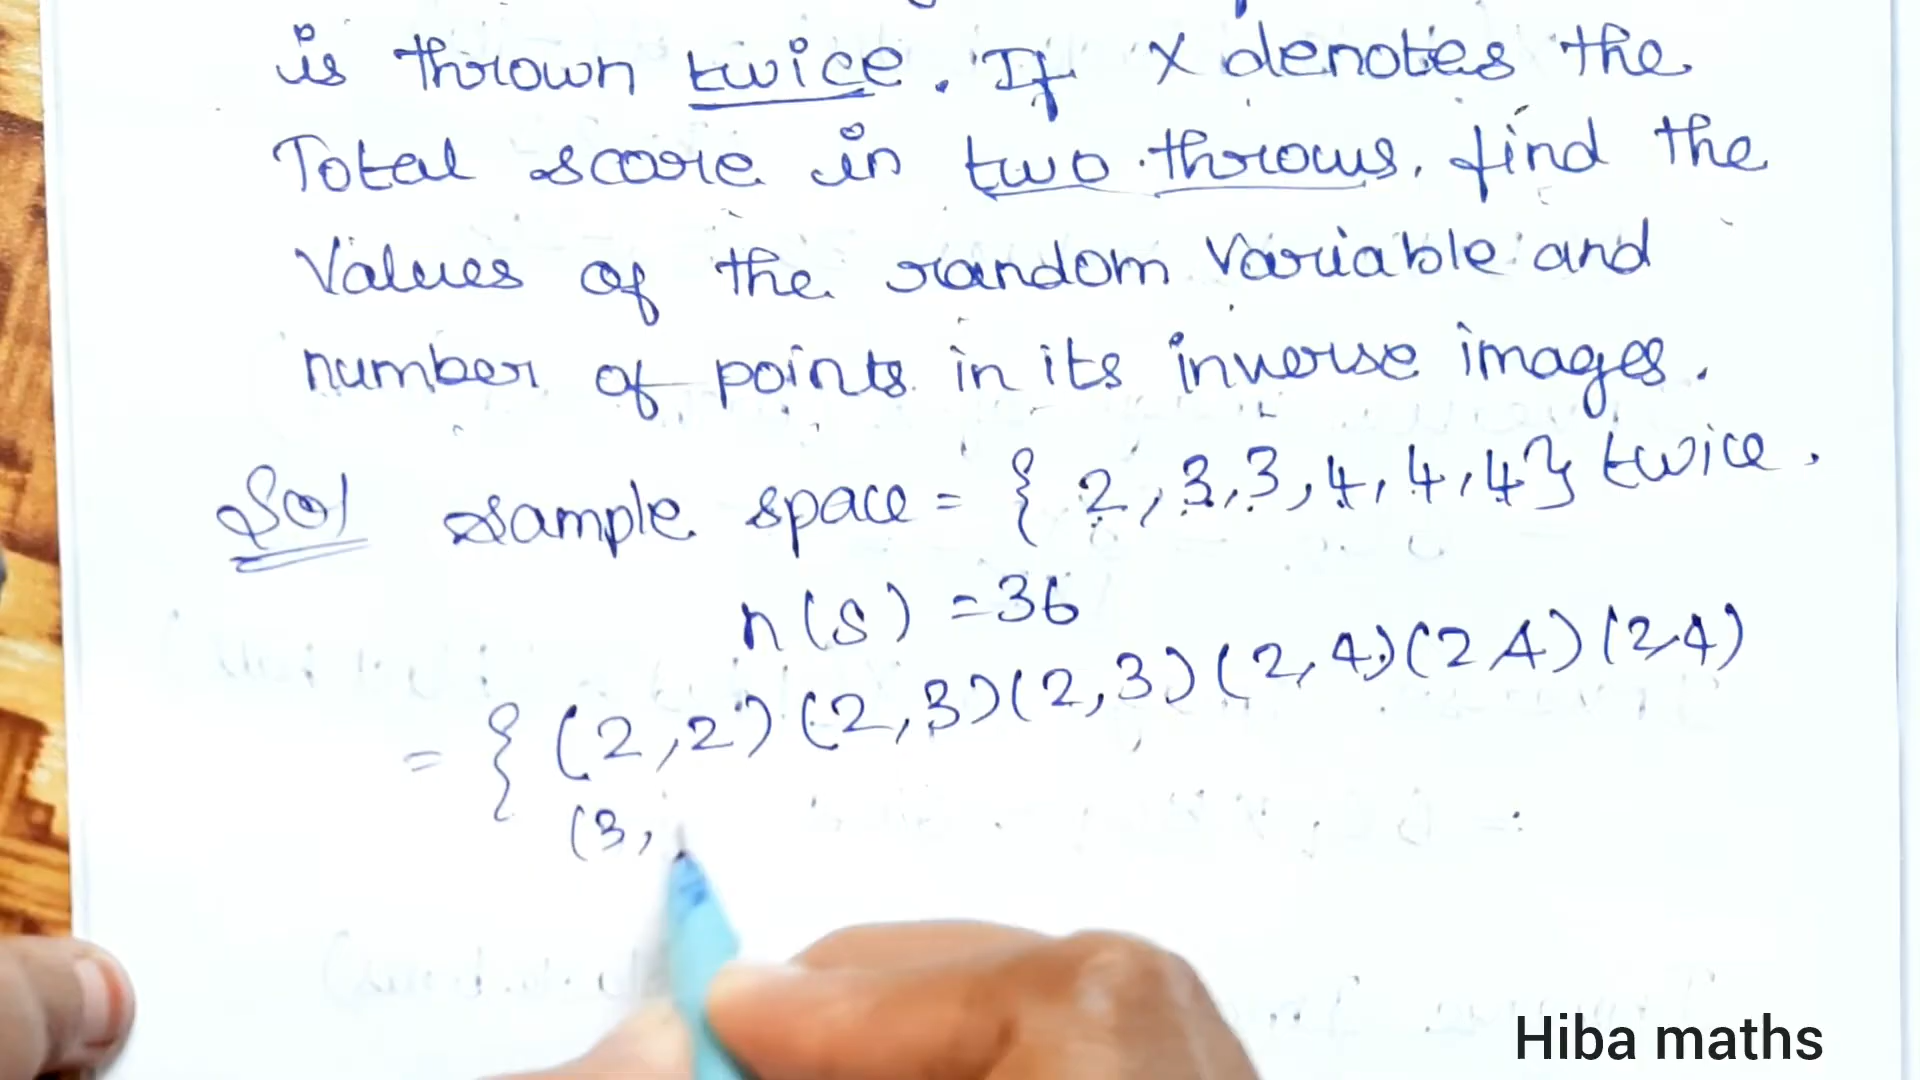 is thrown twice. If X denotes the
Total score in two throws, find the
Values of the random variable and
number of points in its inverse images.
Sol Sample space = { 2, 3, 3, 4, 4, 4} twice.
n(s) = 36
= { (2,2) (2,3) (2,3) (2,4) (2 4) (2,4)
(3,
Hiba maths